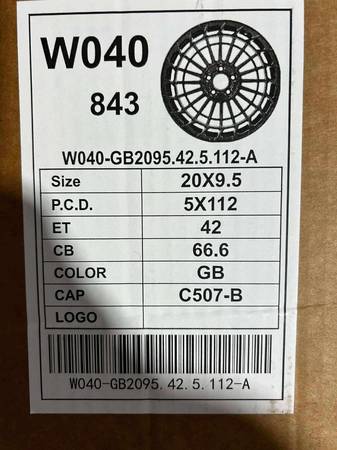 W040
843
W040-GB2095.42.5.112-A
Size 20X9.5
P.C.D. 5X112
ET 42
CB 66.6
COLOR GB
CAP C507-B
LOGO
W040-GB2095.42.5.112-A